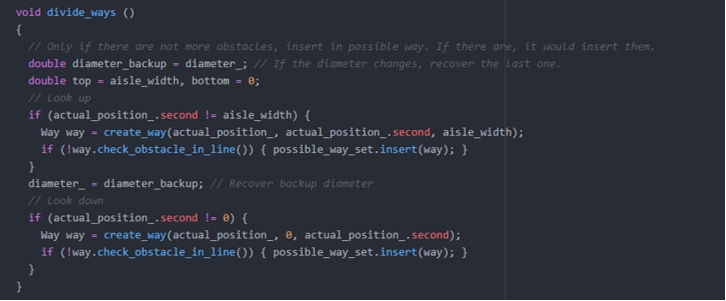 void divide_ways ()
{
  // Only if there are not more obstacles, insert in possible way. If there are, it would insert them.
  double diameter_backup = diameter_; // If the diameter changes, recover the last one.
  double top = aisle_width, bottom = 0;
  // Look up
  if (actual_position_.second != aisle_width) {
    Way way = create_way(actual_position_, actual_position_.second, aisle_width);
    if (!way.check_obstacle_in_line()) { possible_way_set.insert(way); }
  }
  diameter_ = diameter_backup; // Recover backup diameter
  // Look down
  if (actual_position_.second != 0) {
    Way way = create_way(actual_position_, 0, actual_position_.second);
    if (!way.check_obstacle_in_line()) { possible_way_set.insert(way); }
  }
}